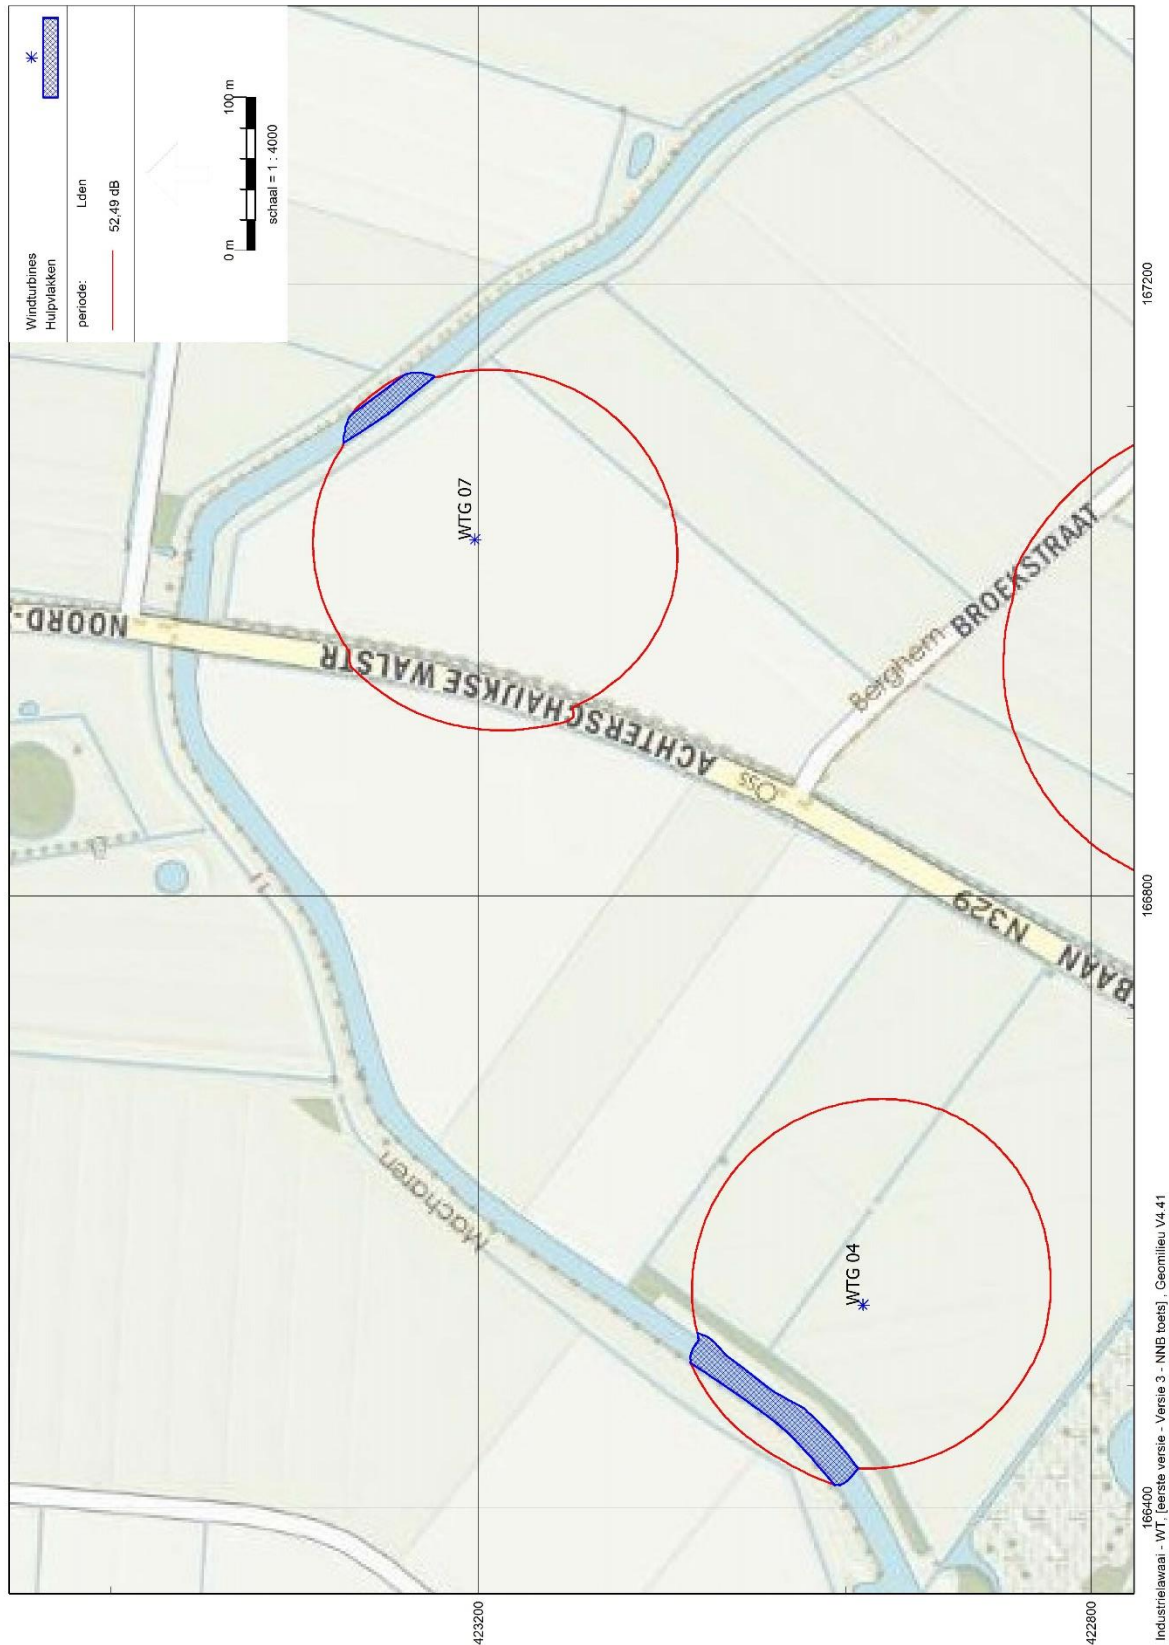 Windturbines
Hulpvlakken
periode: Lden
52,49 dB
0 m 100 m
schaal = 1 : 4000
NOORD-
ACHTERSCHAIJKSE WALSTR
WTG 07
Oss
Berghem
BROEKSTRAAT
N329
BAAN
Macharen
WTG 04
423200
422800
166400
166800
167200
Industrielawaai - WT, [eerste versie - Versie 3 - NNB toets] , Geomilieu V4.41